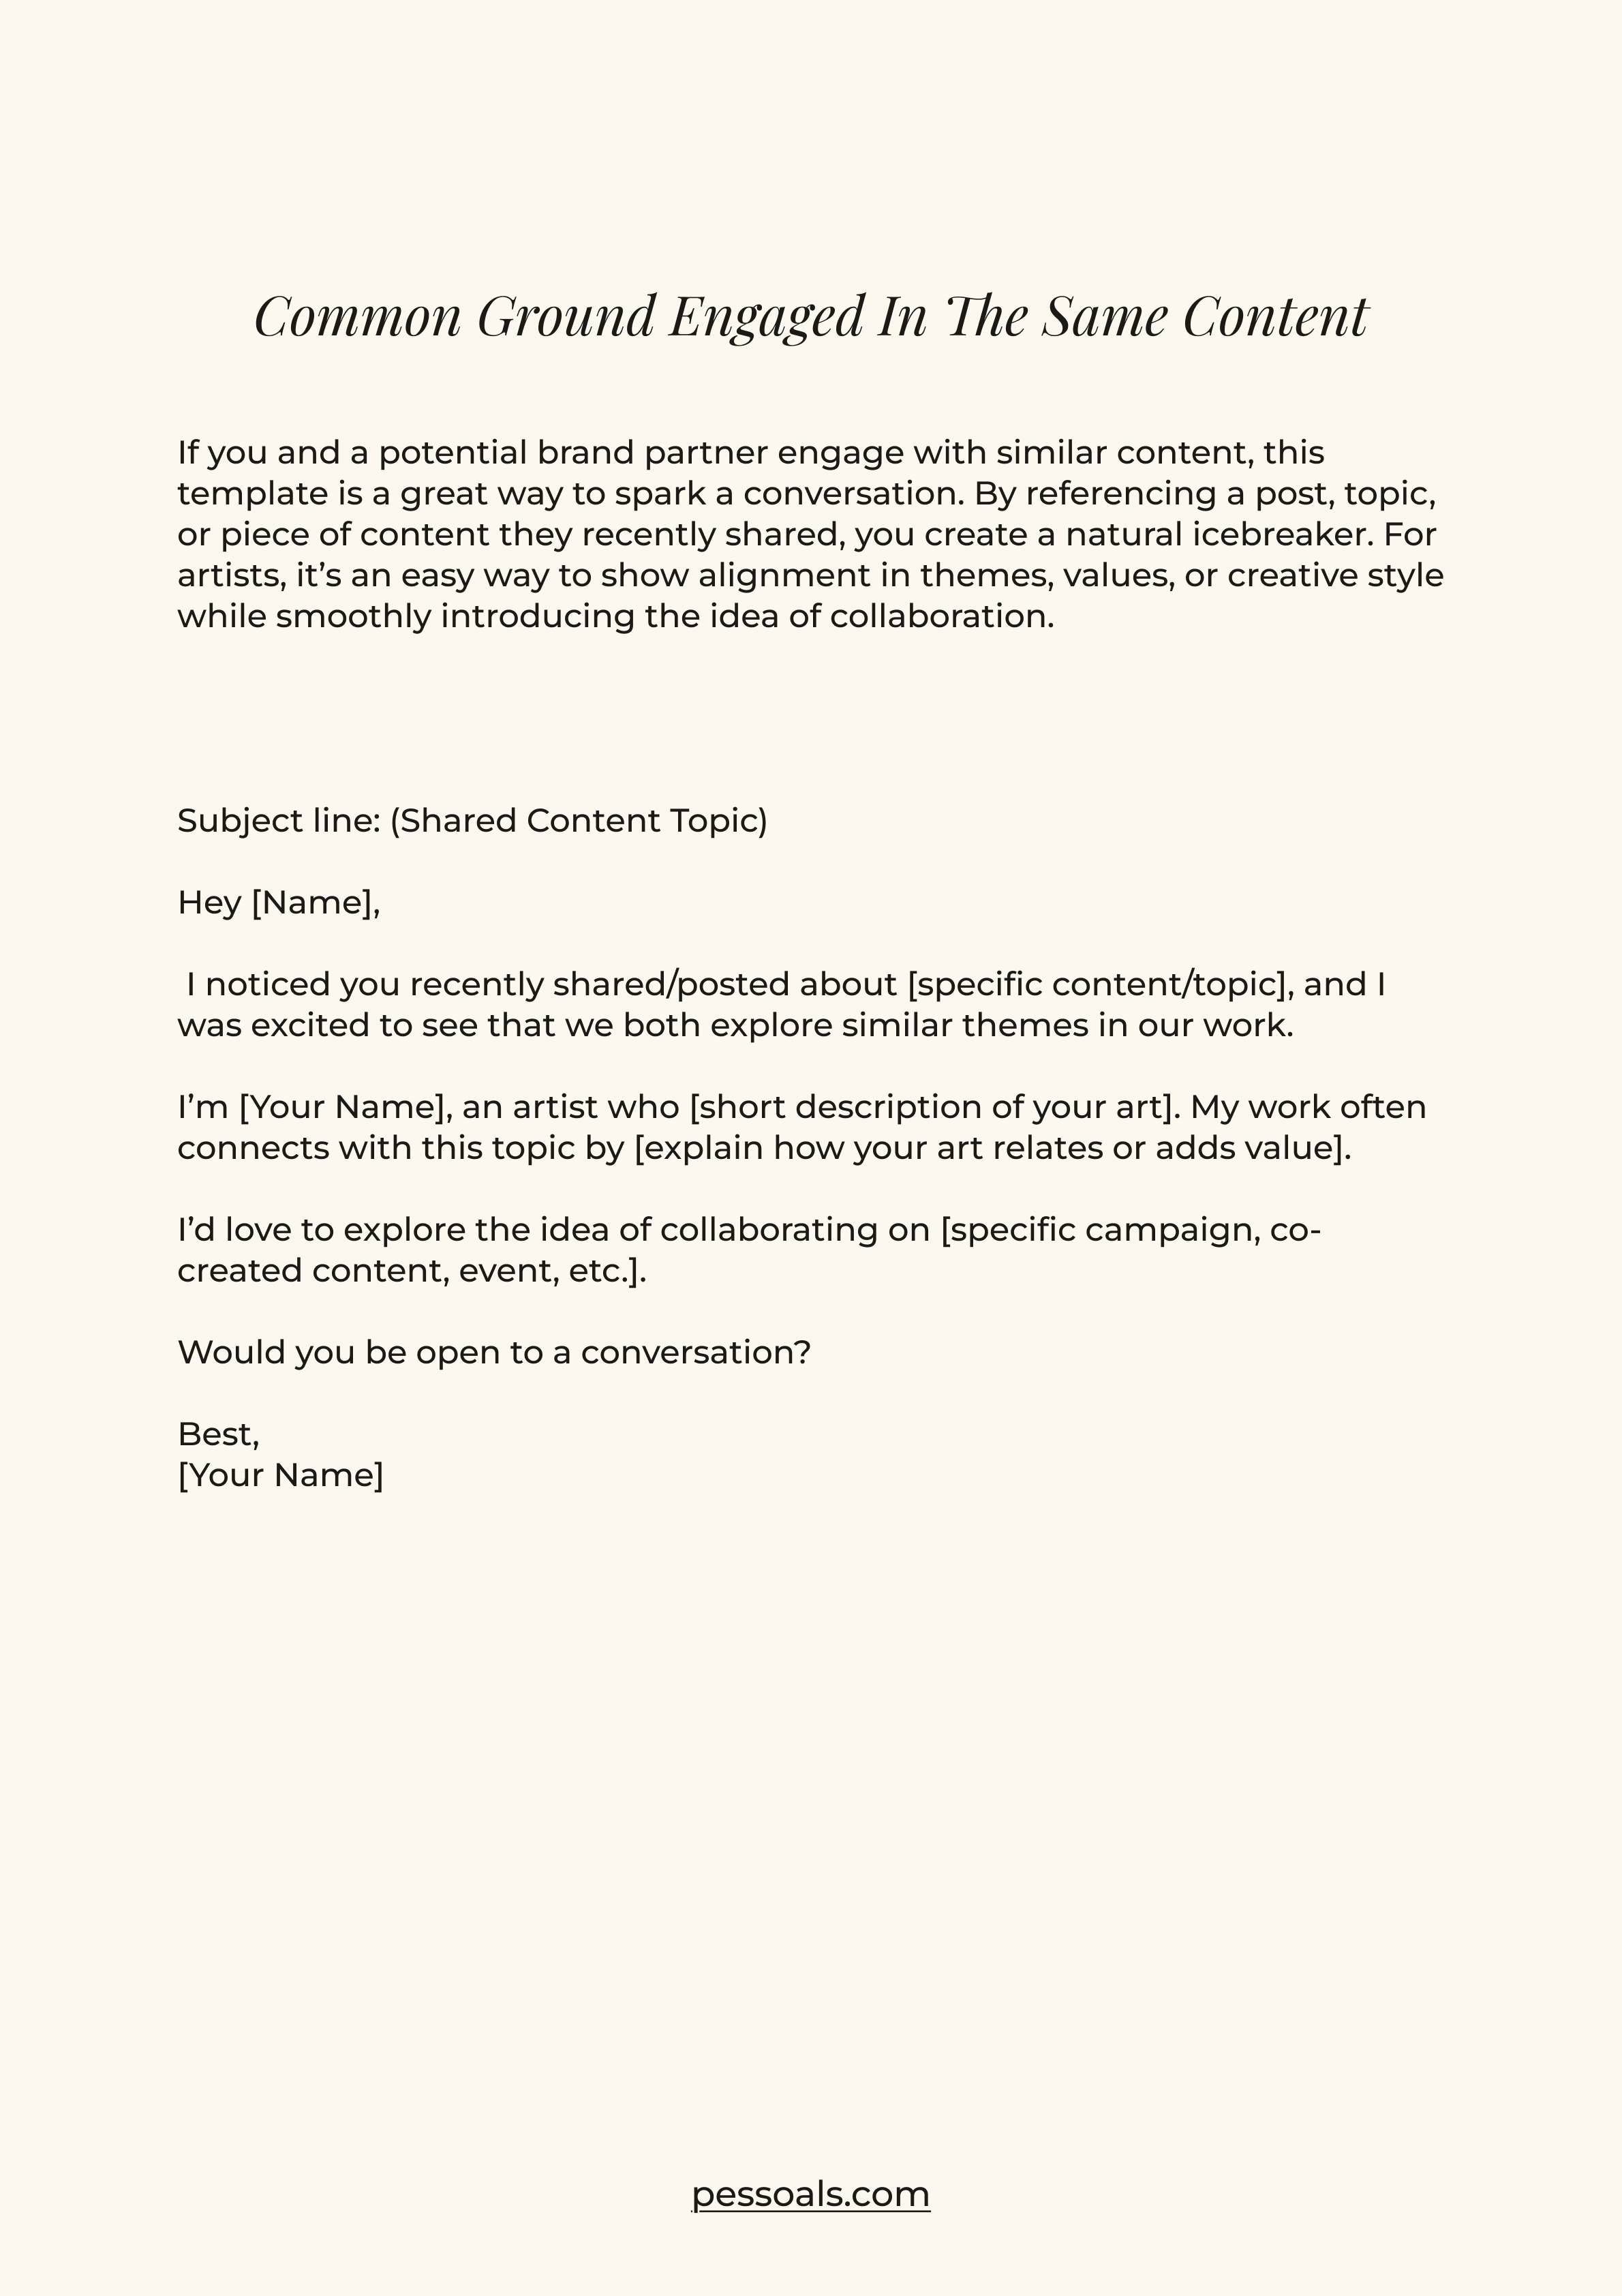 Common Ground Engaged In The Same Content
If you and a potential brand partner engage with similar content, this
template is a great way to spark a conversation. By referencing a post, topic,
or piece of content they recently shared, you create a natural icebreaker. For
artists, it’s an easy way to show alignment in themes, values, or creative style
while smoothly introducing the idea of collaboration.
Subject line: (Shared Content Topic)
Hey [Name],
I noticed you recently shared/posted about [specific content/topic], and I
was excited to see that we both explore similar themes in our work.
I’m [Your Name], an artist who [short description of your art]. My work often
connects with this topic by [explain how your art relates or adds value].
I’d love to explore the idea of collaborating on [specific campaign, co-
created content, event, etc.].
Would you be open to a conversation?
Best,
[Your Name]
pessoals.com